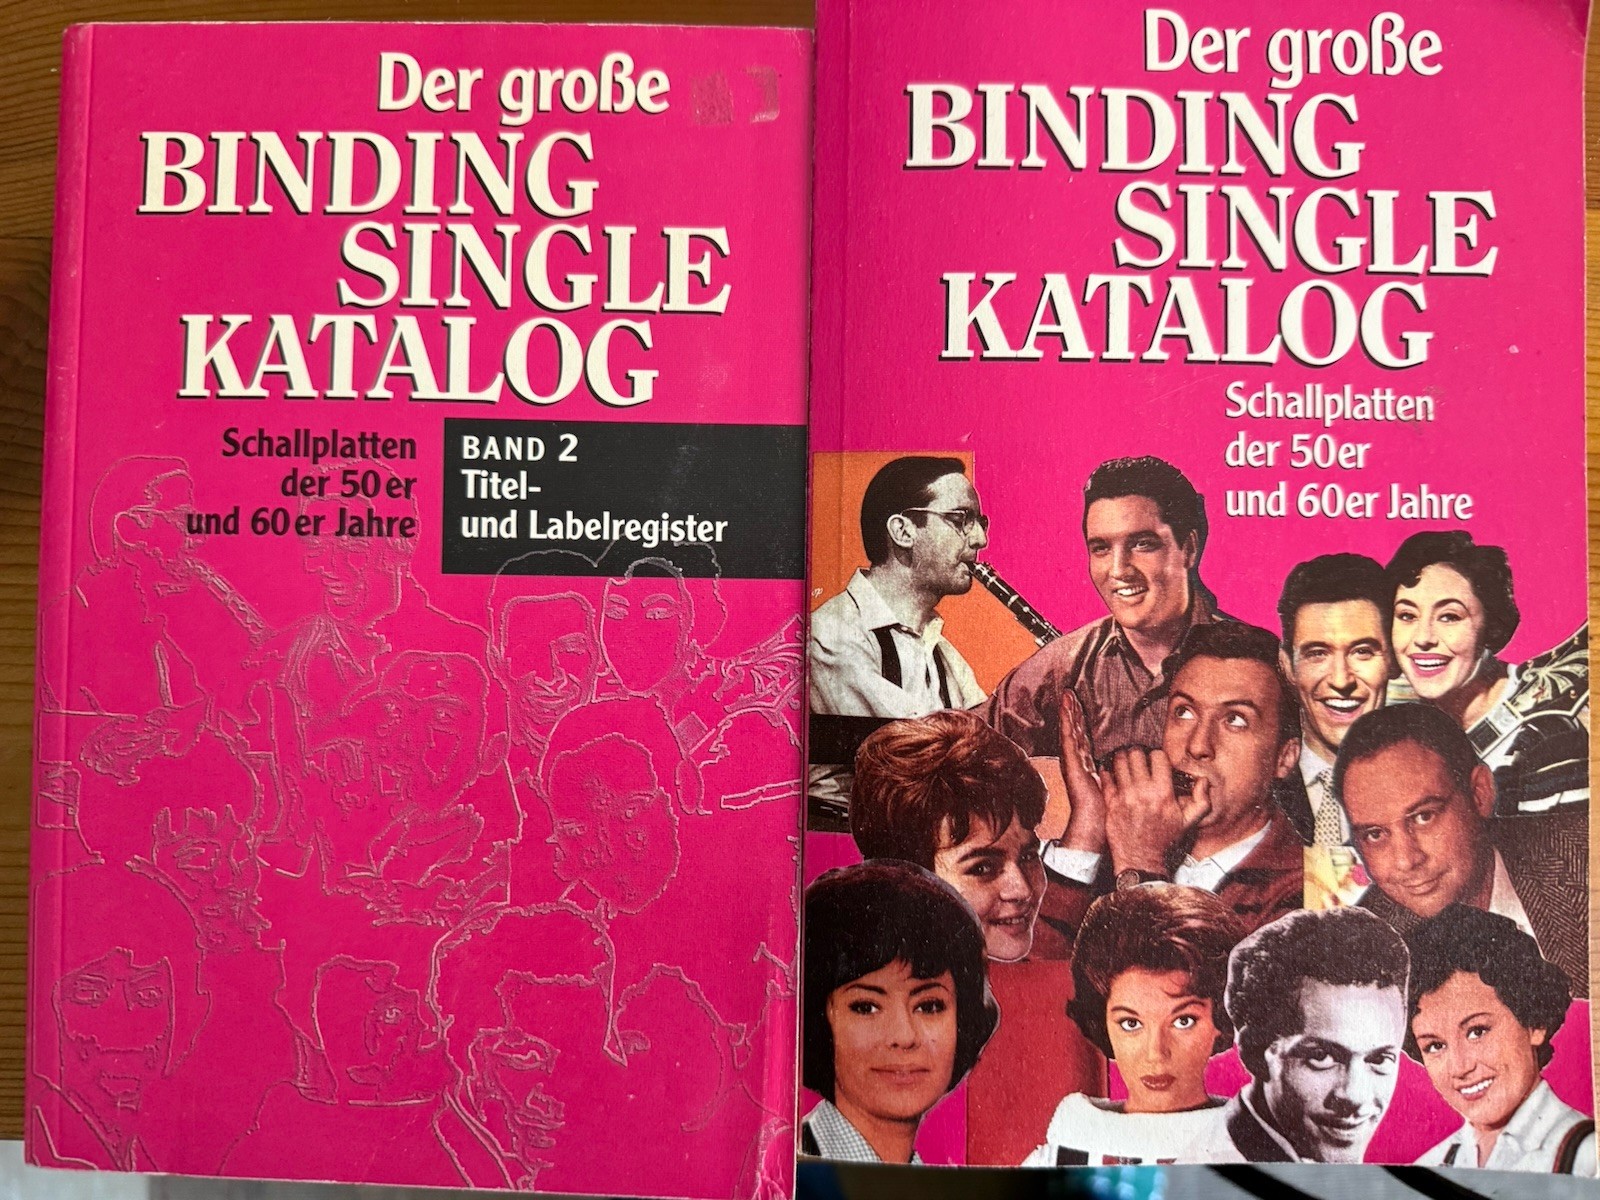 Der große
BINDING
SINGLE
KATALOG
Schallplatten
der 50er
und 60er Jahre
BAND 2
Titel-
und Labelregister
Der große
BINDING
SINGLE
KATALOG
Schallplatten
der 50er
und 60er Jahre